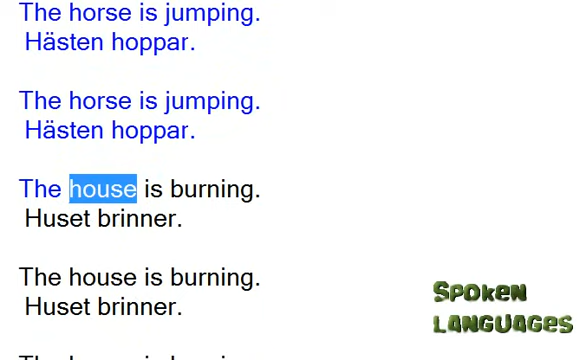 The horse is jumping.
Hästen hoppar.
The horse is jumping.
Hästen hoppar.
The house is burning.
Huset brinner.
The house is burning.
Huset brinner.
Spoken
Languages